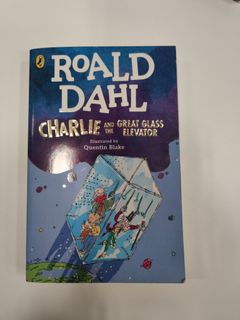 ROALD
DAHL
CHARLIE AND THE GREAT GLASS ELEVATOR
Illustrated by
Quentin Blake